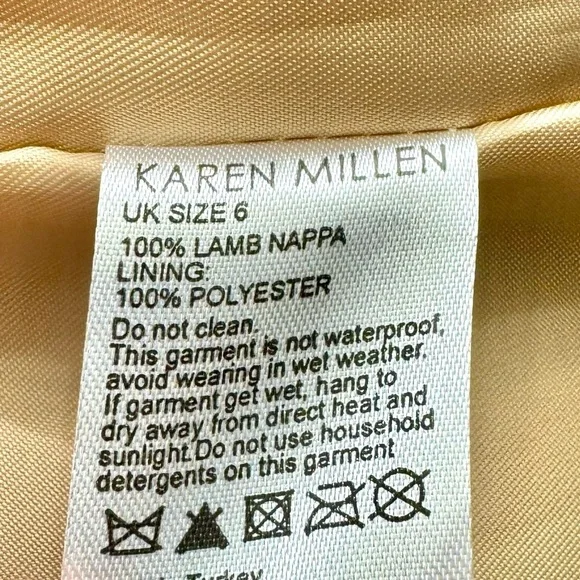 KAREN MILLEN
UK SIZE 6
100% LAMB NAPPA
LINING:
100% POLYESTER
Do not clean.
This garment is not waterproof,
avoid wearing in wet weather.
If garment get wet, hang to
dry away from direct heat and
sunlight.Do not use household
detergents on this garment
Turkey